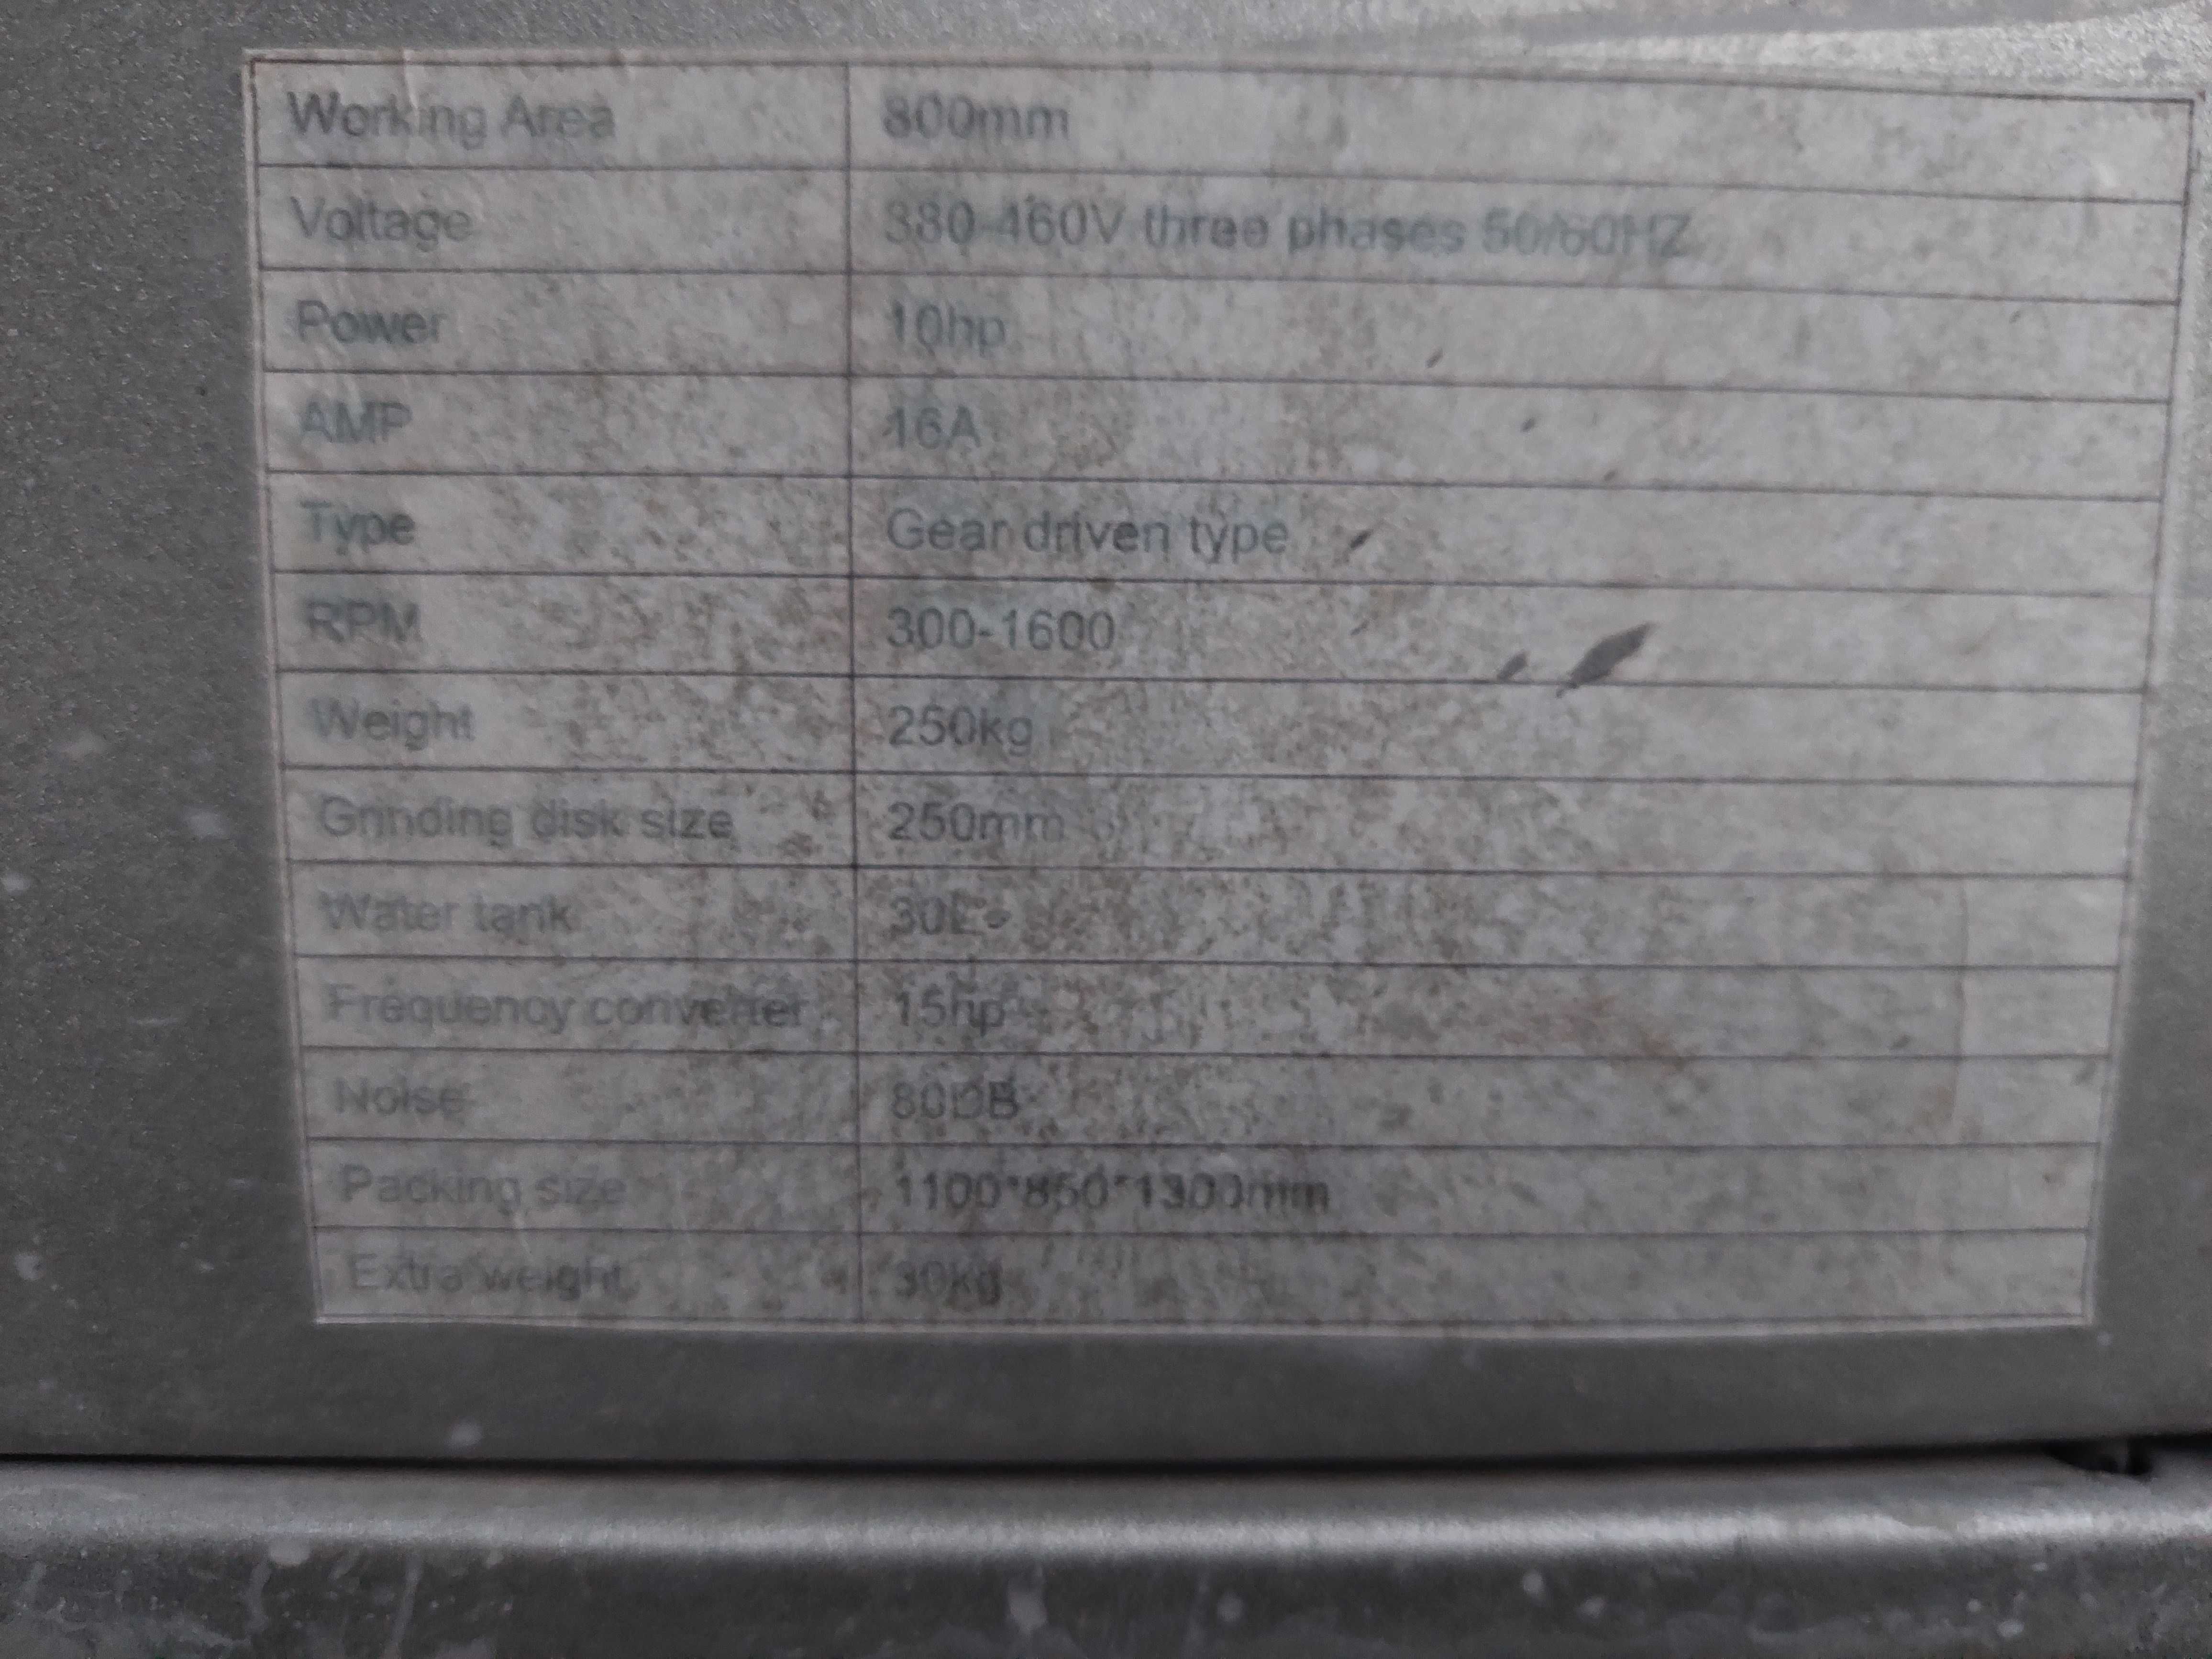 Working Area 800mm
Voltage 380-460V three phases 50/60HZ
Power 10hp
AMP 16A
Type Gear driven type
RPM 300-1600
Weight 250kg
Grinding disk size 250mm
Water tank 30L
Frequency converter 15hp
Noise 80DB
Packing size 1100*850*1300mm
Extra weight 30kg